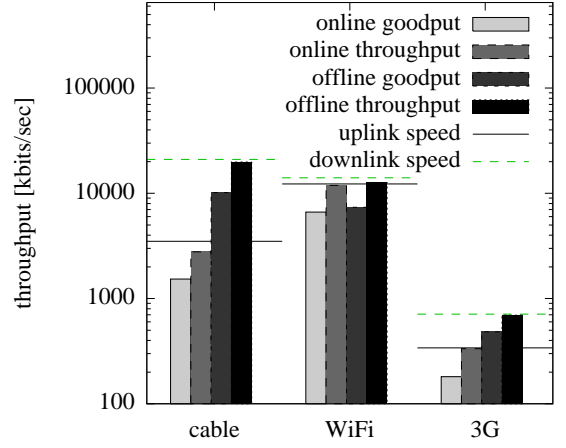 online goodput
online throughput
offline goodput
offline throughput
uplink speed
downlink speed
throughput [kbits/sec]
100000
10000
1000
100
cable WiFi 3G